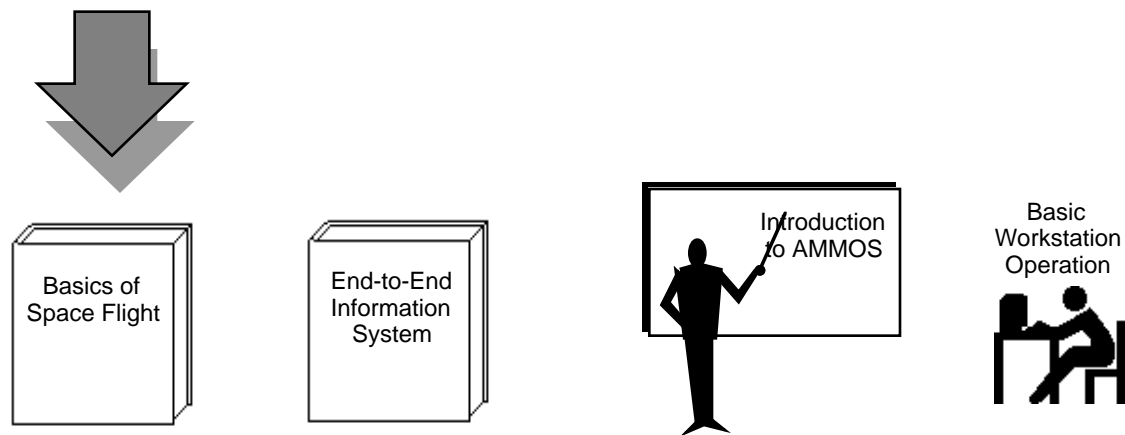 Basics of
Space Flight
End-to-End
Information
System
Introduction
to AMMOS
Basic
Workstation
Operation